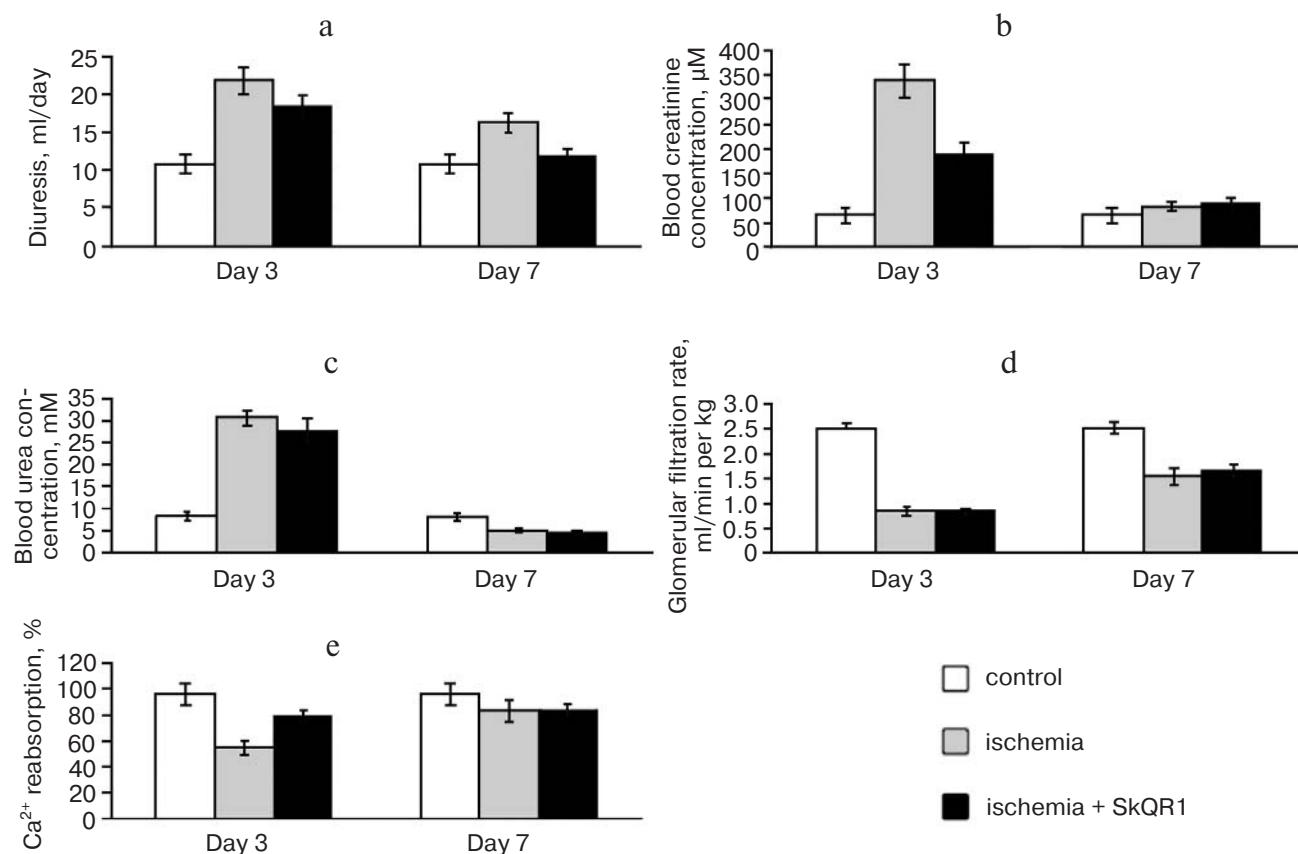 a
Diuresis, ml/day
25
20
15
10
5
0
Day 3
Day 7
b
Blood creatinine
concentration, µM
400
350
300
250
200
150
100
50
0
Day 3
Day 7
c
Blood urea con-
centration, mM
35
30
25
20
15
10
5
0
Day 3
Day 7
d
Glomerular filtration rate,
ml/min per kg
3.0
2.5
2.0
1.5
1.0
0.5
0
Day 3
Day 7
e
Ca²⁺ reabsorption, %
120
100
80
60
40
20
0
Day 3
Day 7
control
ischemia
ischemia + SkQR1